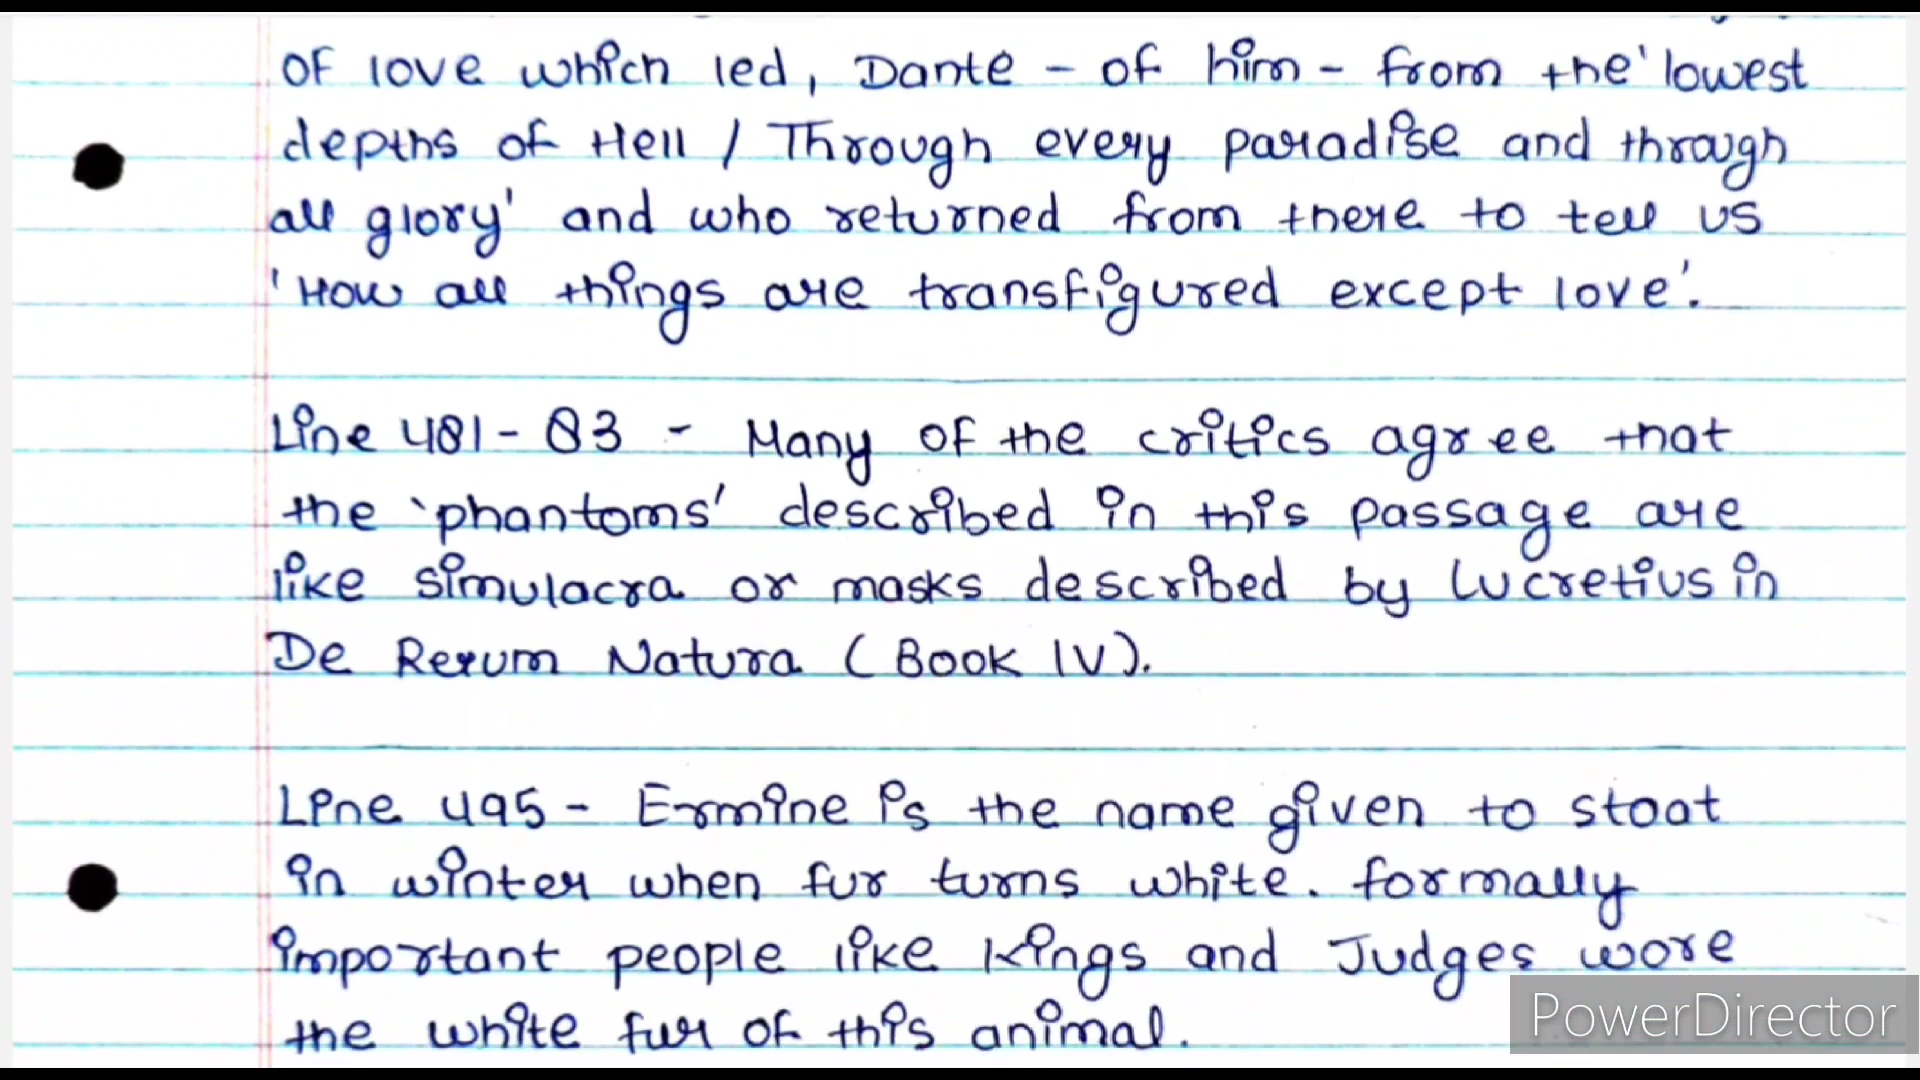 OF love which led, Dante - of him - from the 'lowest
depths of Hell / Through every paradise and through
all glory' and who returned from there to tell us
'How all things are transfigured except love'.
Line 481-83 - Many of the critics agree that
the 'phantoms' described in this passage are
like simulacra or masks described by Lucretius in
De Rerum Natura (Book IV).
Line 495 - Ermine is the name given to stoat
in winter when fur turns white. formally
important people like Kings and Judges wore
the white fur of this animal.
PowerDirector